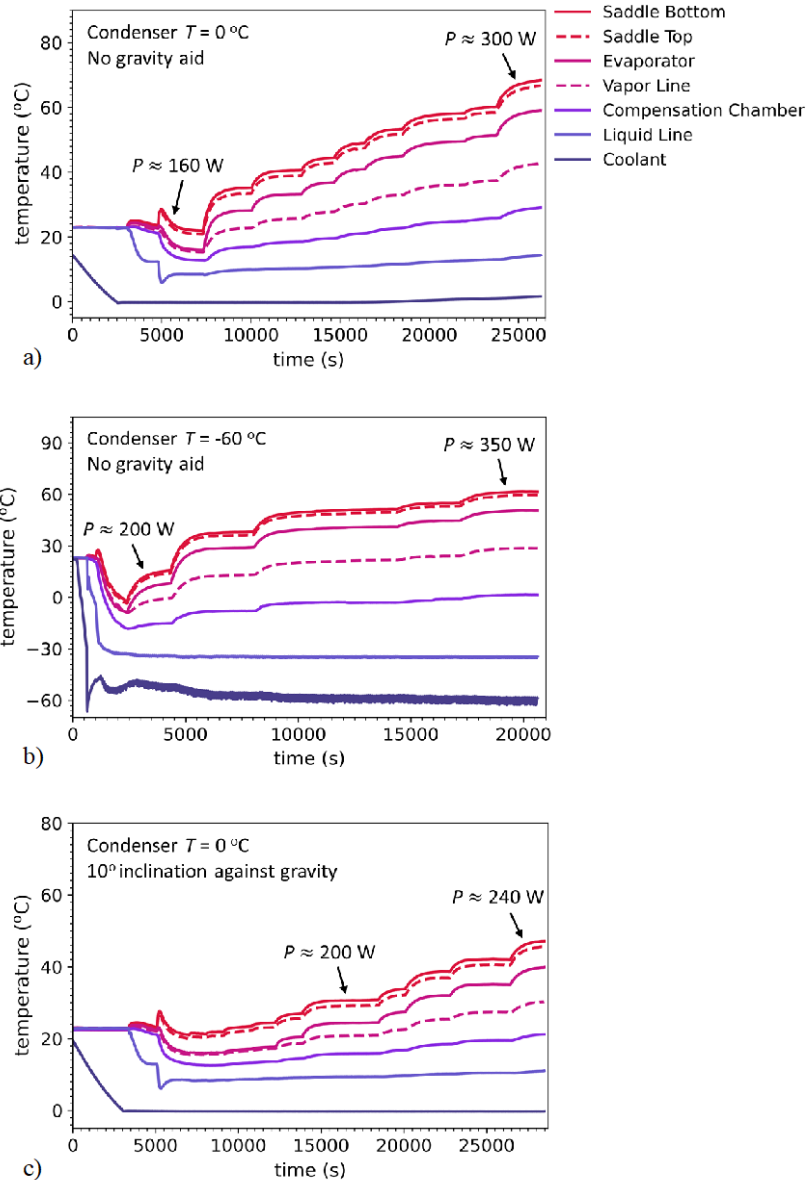 Saddle Bottom
Saddle Top
Evaporator
Vapor Line
Compensation Chamber
Liquid Line
Coolant
Condenser T = 0 °C
No gravity aid
P ≈ 160 W
P ≈ 300 W
temperature (°C)
80
60
40
20
0
0 5000 10000 15000 20000 25000
time (s)
a)
Condenser T = -60 °C
No gravity aid
P ≈ 200 W
P ≈ 350 W
temperature (°C)
90
60
30
0
−30
−60
0 5000 10000 15000 20000
time (s)
b)
Condenser T = 0 °C
10° inclination against gravity
P ≈ 200 W
P ≈ 240 W
temperature (°C)
80
60
40
20
0
0 5000 10000 15000 20000 25000
time (s)
c)